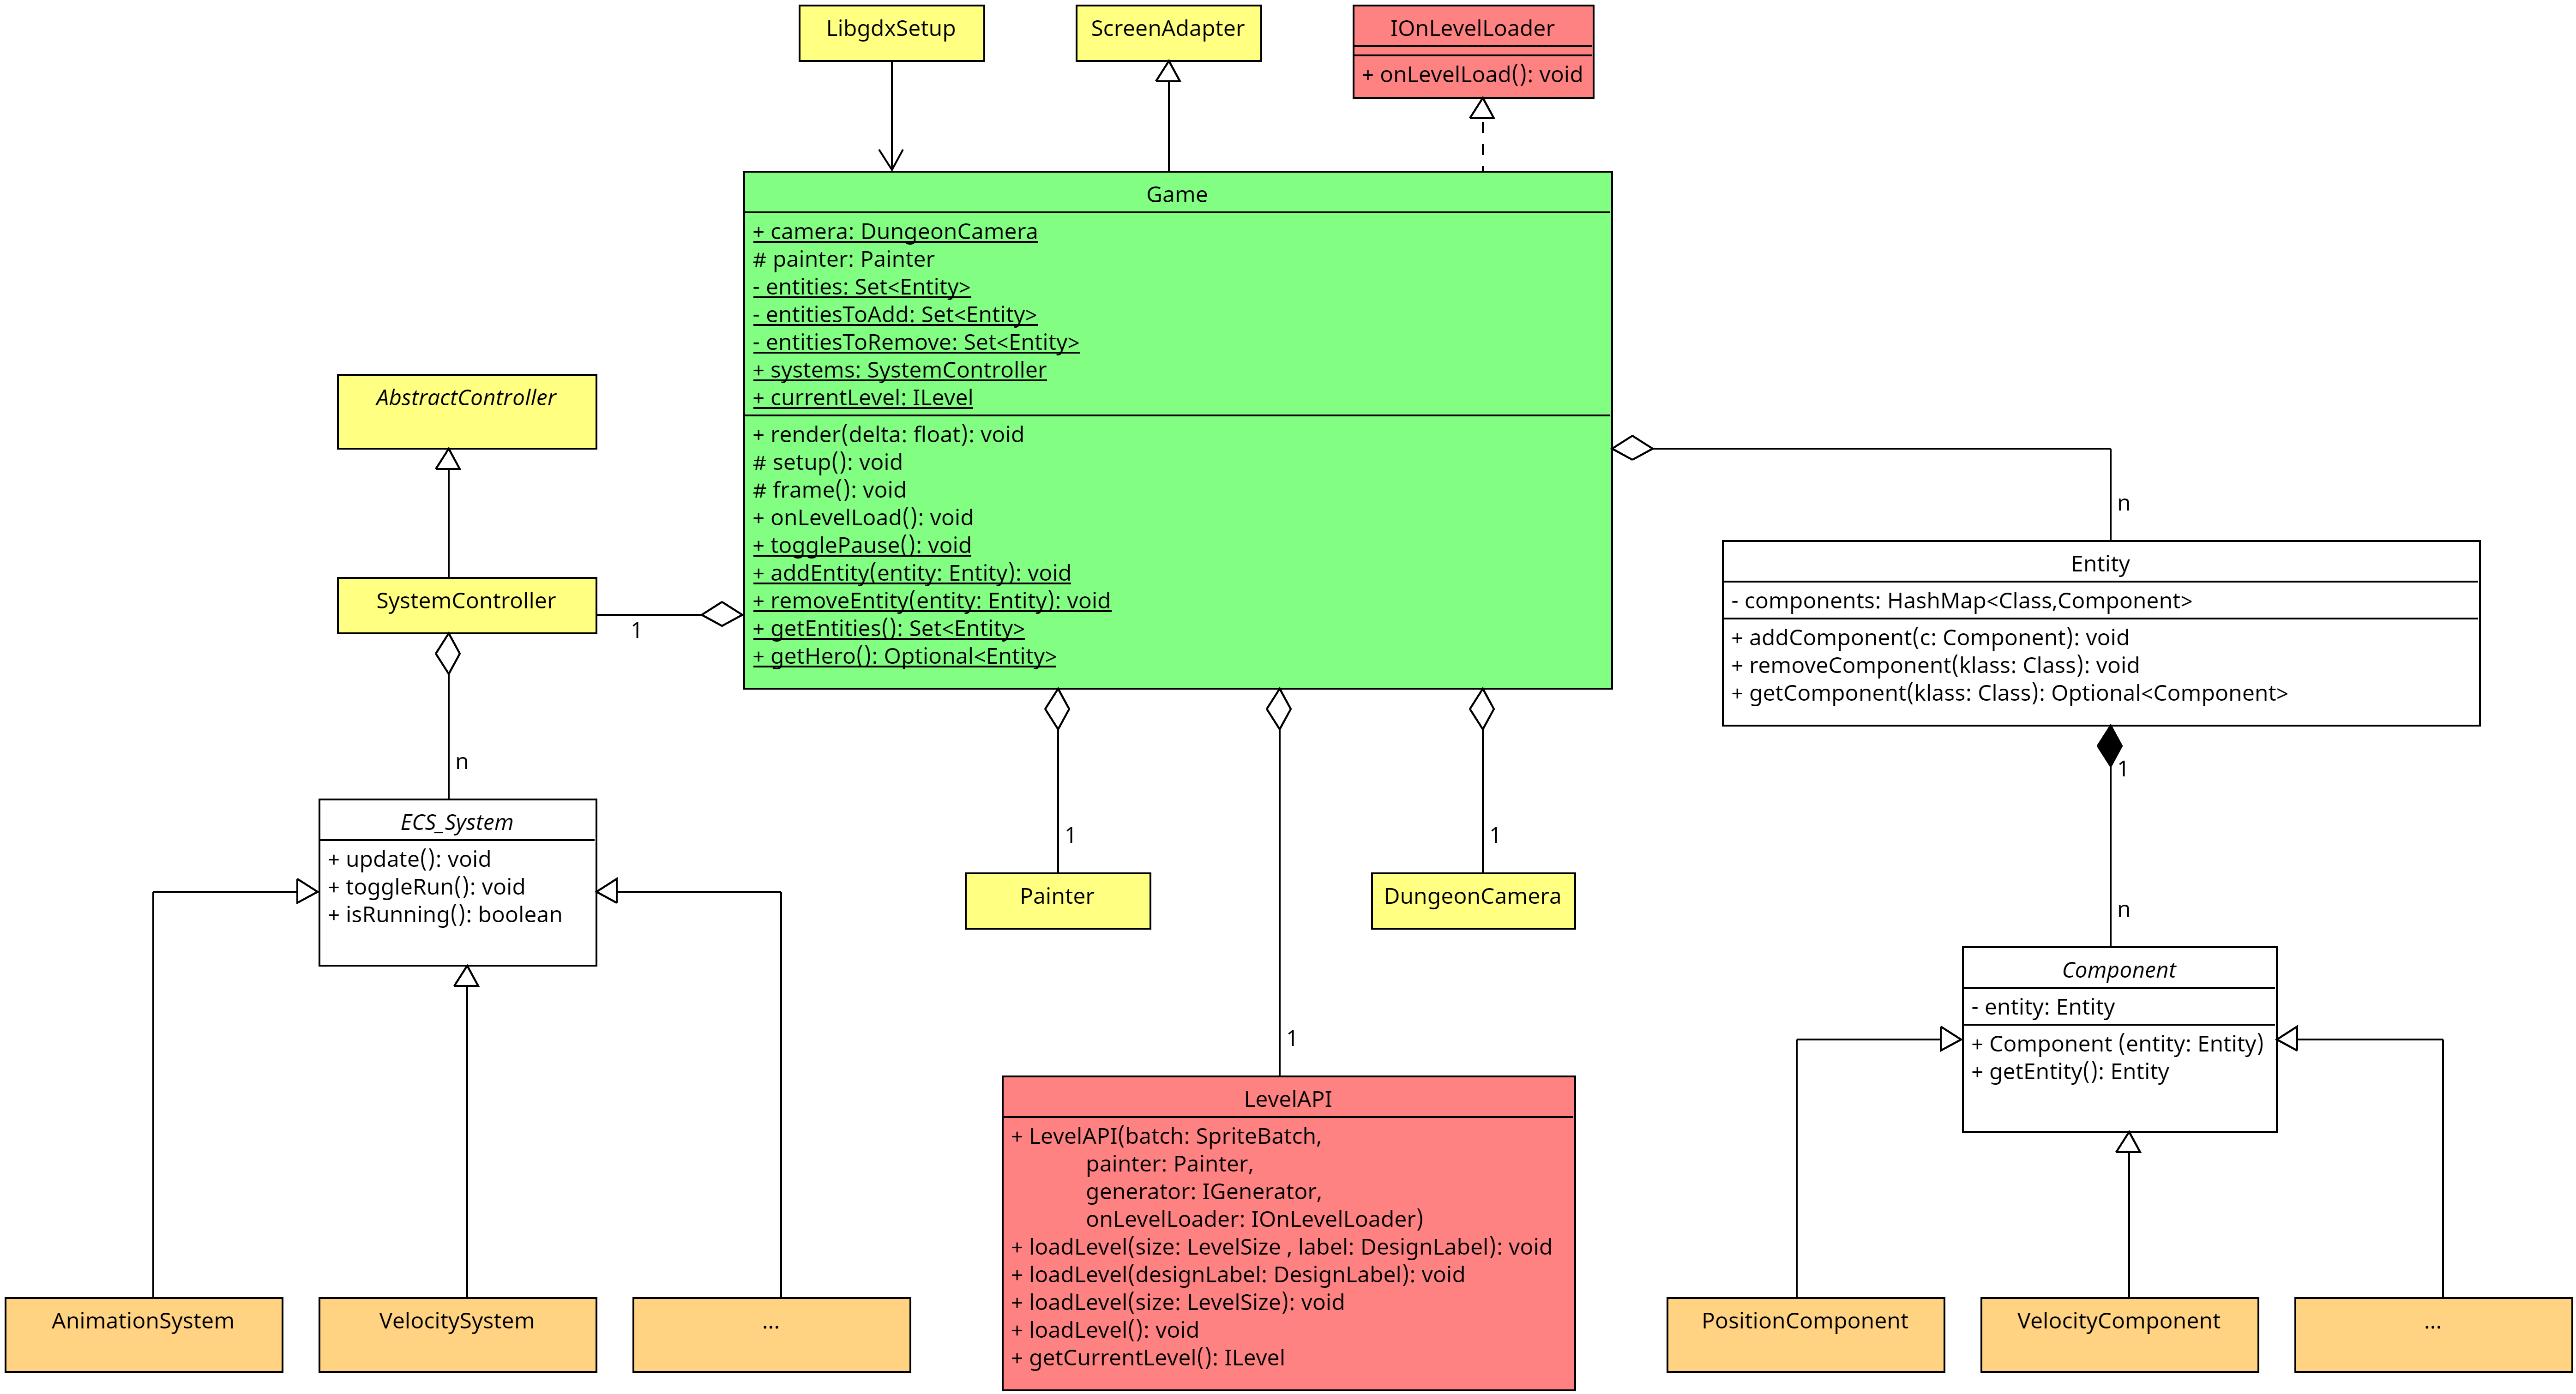 LibgdxSetup
ScreenAdapter
IOnLevelLoader
+ onLevelLoad(): void
Game
+ camera: DungeonCamera
# painter: Painter
- entities: Set<Entity>
- entitiesToAdd: Set<Entity>
- entitiesToRemove: Set<Entity>
+ systems: SystemController
+ currentLevel: ILevel
+ render(delta: float): void
# setup(): void
# frame(): void
+ onLevelLoad(): void
+ togglePause(): void
+ addEntity(entity: Entity): void
+ removeEntity(entity: Entity): void
+ getEntities(): Set<Entity>
+ getHero(): Optional<Entity>
AbstractController
SystemController
1
n
ECS_System
+ update(): void
+ toggleRun(): void
+ isRunning(): boolean
AnimationSystem
VelocitySystem
...
1
Painter
1
DungeonCamera
1
LevelAPI
+ LevelAPI(batch: SpriteBatch,
painter: Painter,
generator: IGenerator,
onLevelLoader: IOnLevelLoader)
+ loadLevel(size: LevelSize , label: DesignLabel): void
+ loadLevel(designLabel: DesignLabel): void
+ loadLevel(size: LevelSize): void
+ loadLevel(): void
+ getCurrentLevel(): ILevel
n
Entity
- components: HashMap<Class,Component>
+ addComponent(c: Component): void
+ removeComponent(klass: Class): void
+ getComponent(klass: Class): Optional<Component>
1
n
Component
- entity: Entity
+ Component (entity: Entity)
+ getEntity(): Entity
PositionComponent
VelocityComponent
...